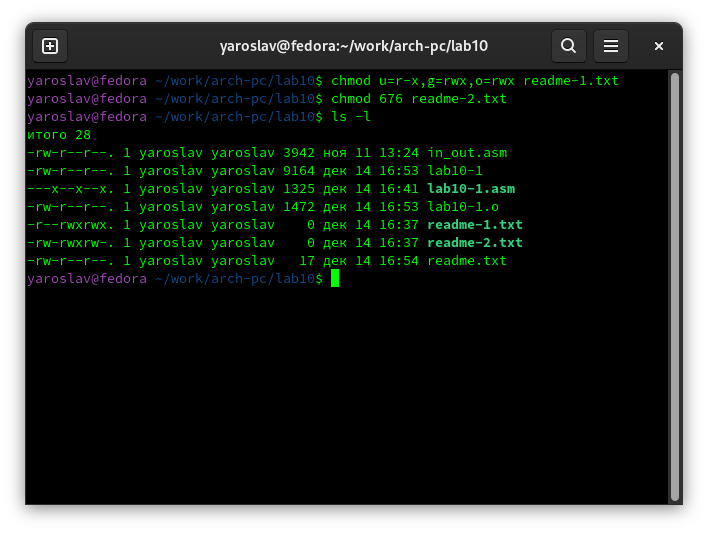 yaroslav@fedora:~/work/arch-pc/lab10
yaroslav@fedora ~/work/arch-pc/lab10$ chmod u=r-x,g=rwx,o=rwx readme-1.txt
yaroslav@fedora ~/work/arch-pc/lab10$ chmod 676 readme-2.txt
yaroslav@fedora ~/work/arch-pc/lab10$ ls -l
итого 28
-rw-r--r--. 1 yaroslav yaroslav 3942 ноя 11 13:24 in_out.asm
-rw-r--r--. 1 yaroslav yaroslav 9164 дек 14 16:53 lab10-1
---x--x--x. 1 yaroslav yaroslav 1325 дек 14 16:41 lab10-1.asm
-rw-r--r--. 1 yaroslav yaroslav 1472 дек 14 16:53 lab10-1.o
-r--rwxrwx. 1 yaroslav yaroslav    0 дек 14 16:37 readme-1.txt
-rw-rwxrw-. 1 yaroslav yaroslav    0 дек 14 16:37 readme-2.txt
-rw-r--r--. 1 yaroslav yaroslav   17 дек 14 16:54 readme.txt
yaroslav@fedora ~/work/arch-pc/lab10$